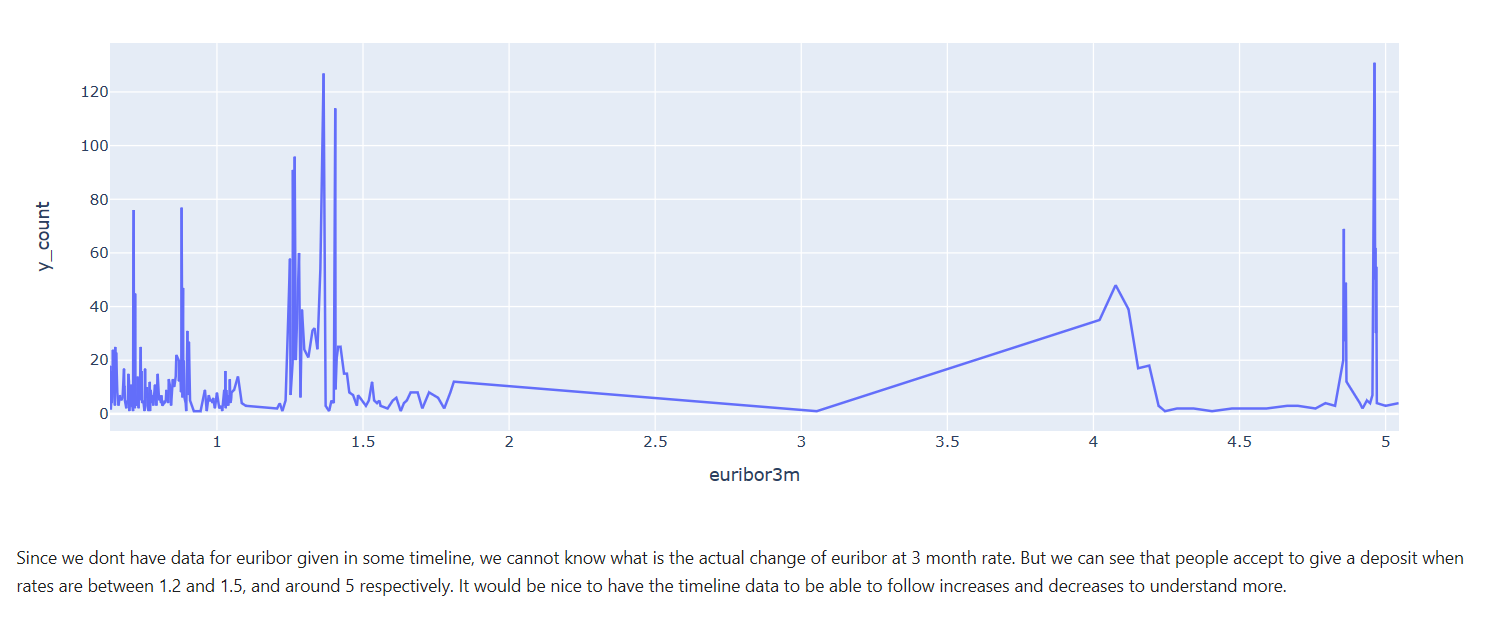 120
100
80
60
40
20
0
y_count
1 1.5 2 2.5 3 3.5 4 4.5 5
euribor3m
Since we dont have data for euribor given in some timeline, we cannot know what is the actual change of euribor at 3 month rate. But we can see that people accept to give a deposit when
rates are between 1.2 and 1.5, and around 5 respectively. It would be nice to have the timeline data to be able to follow increases and decreases to understand more.